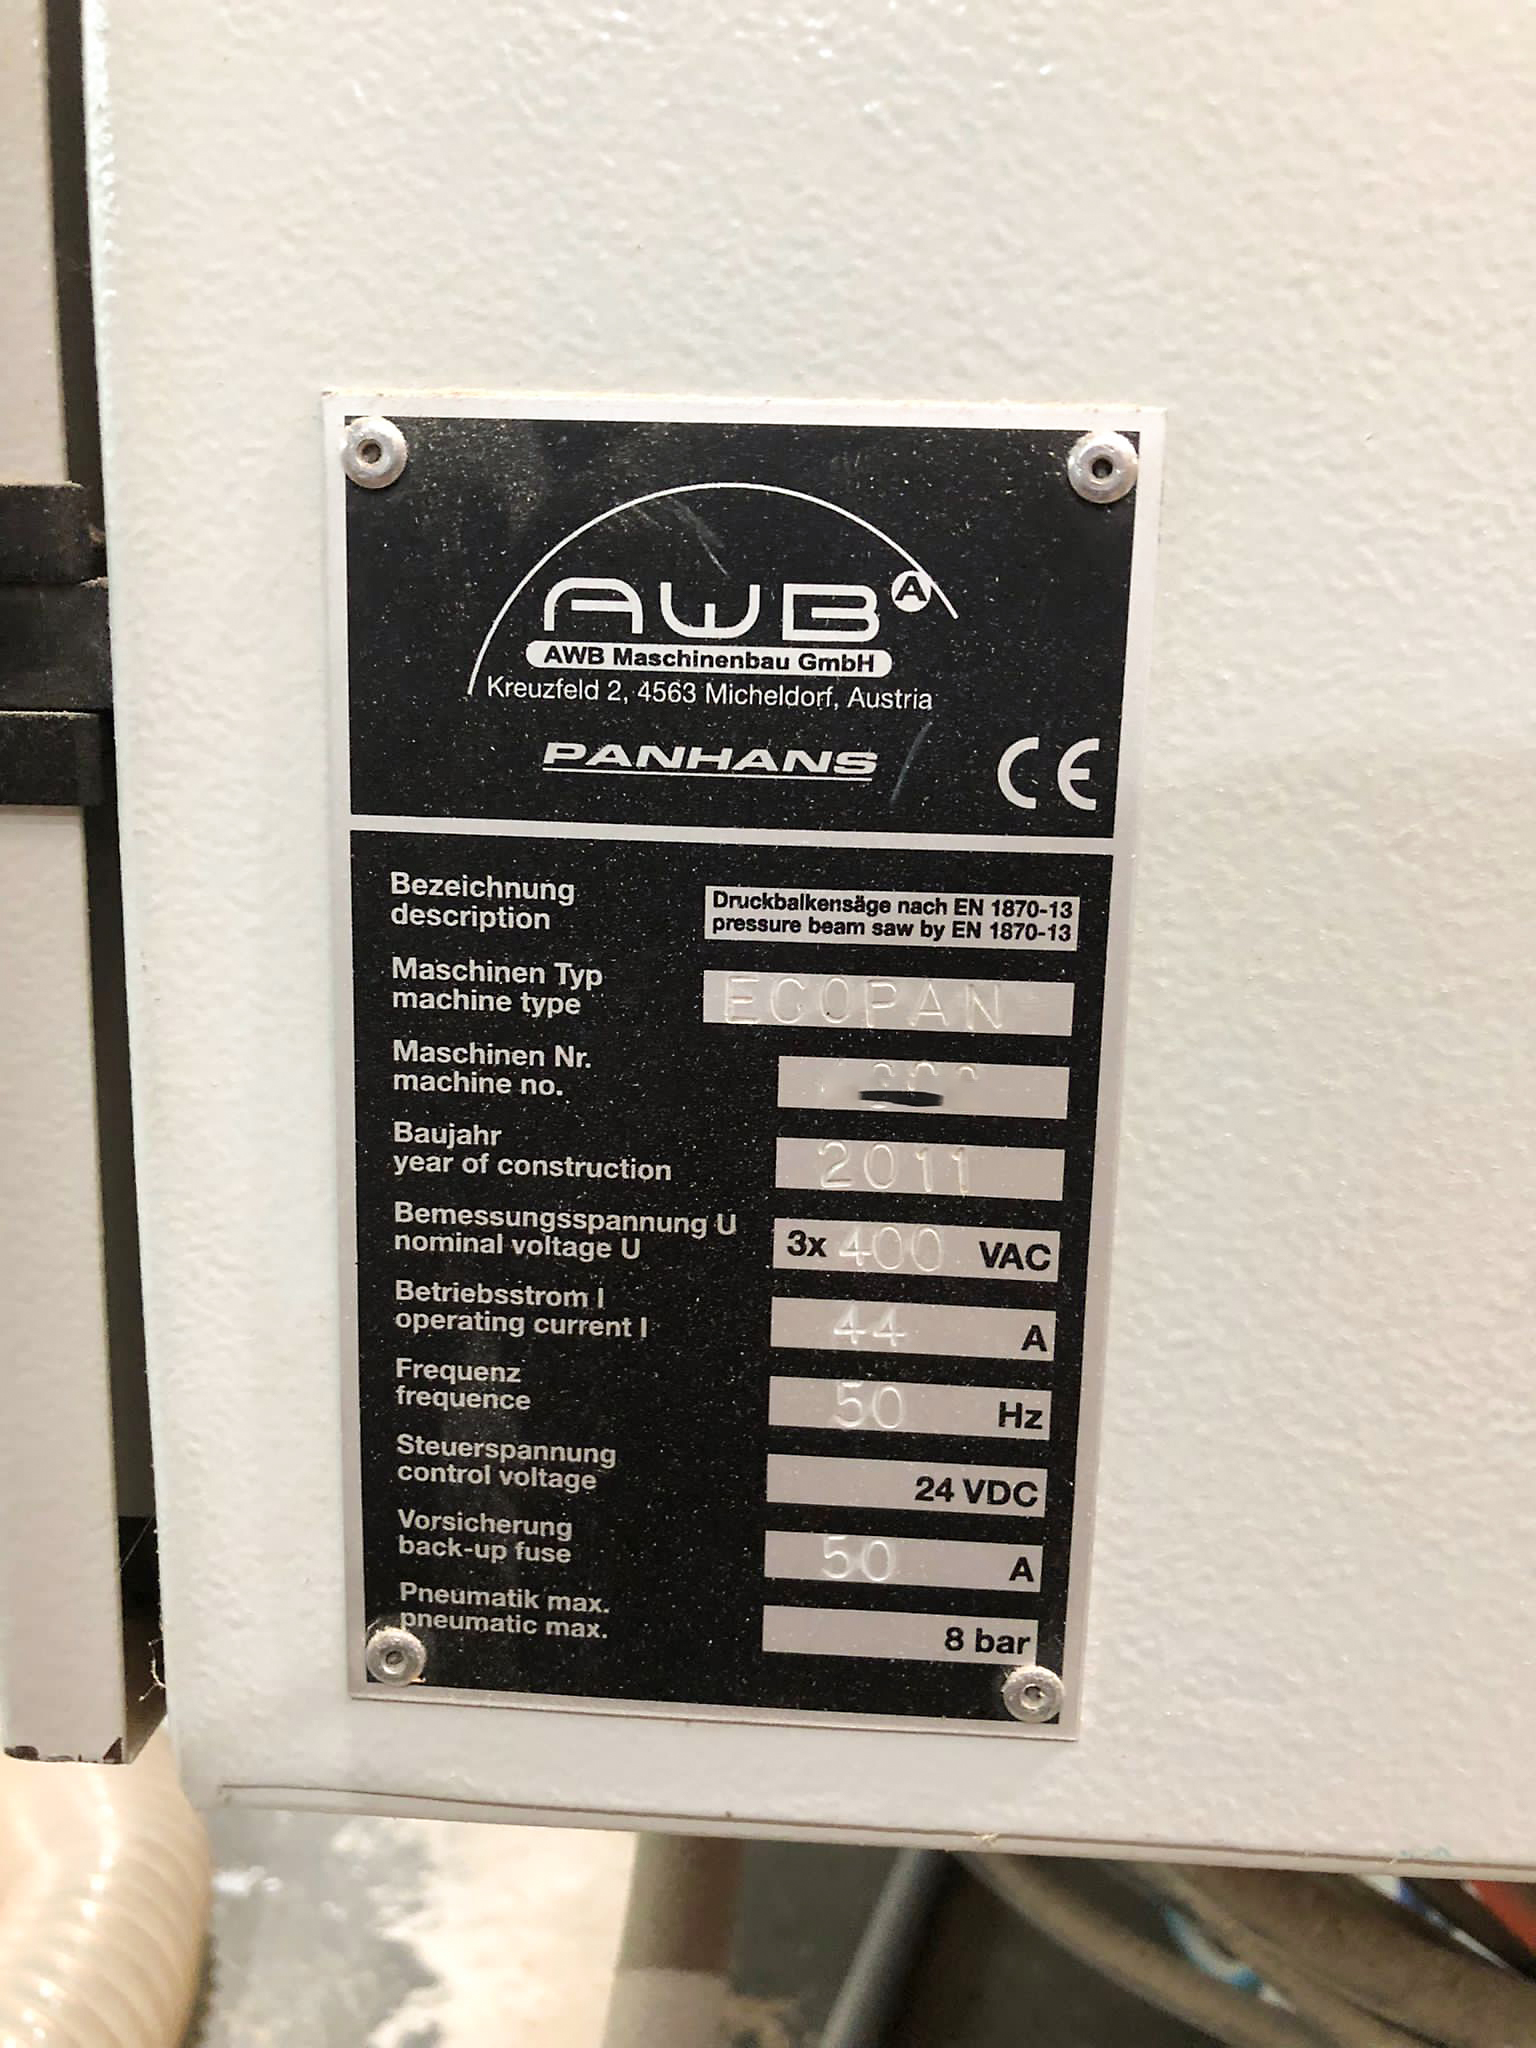 AWB A
AWB Maschinenbau GmbH
Kreuzfeld 2, 4563 Micheldorf, Austria
PANHANS
CE
Bezeichnung
description
Druckbalkensäge nach EN 1870-13
pressure beam saw by EN 1870-13
Maschinen Typ
machine type
ECOPAN
Maschinen Nr.
machine no.
Baujahr
year of construction
2011
Bemessungsspannung U
nominal voltage U
3x 400 VAC
Betriebsstrom I
operating current I
44 A
Frequenz
frequence
50 Hz
Steuerspannung
control voltage
24 VDC
Vorsicherung
back-up fuse
50 A
Pneumatik max.
pneumatic max.
8 bar